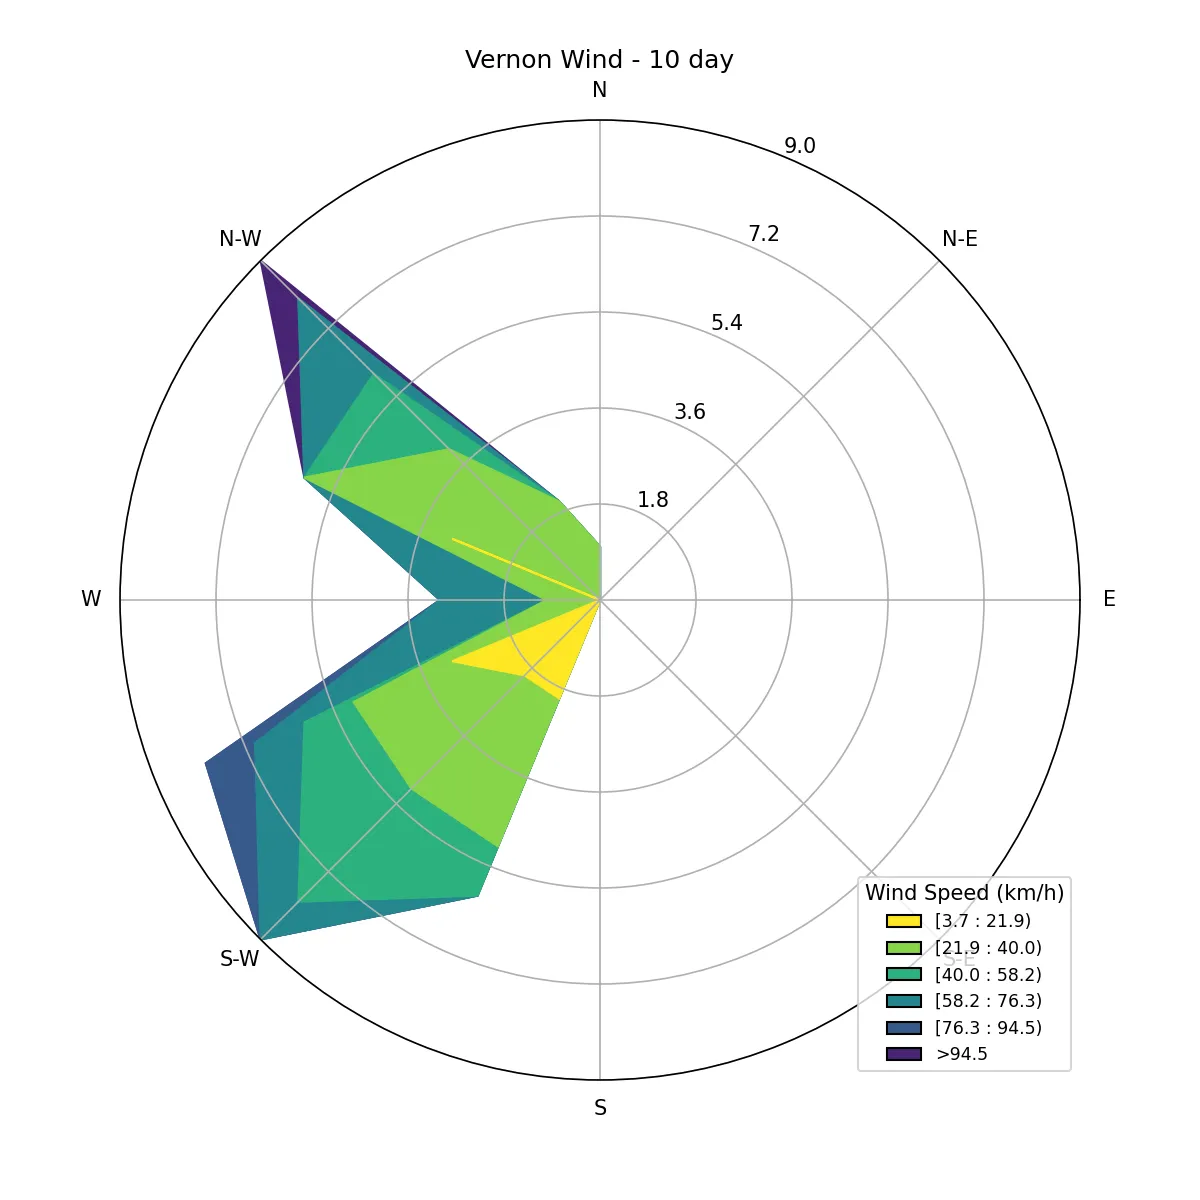 Vernon Wind - 10 day
N
9.0
N-W
N-E
7.2
5.4
3.6
1.8
W
E
S-W
S-E
S
Wind Speed (km/h)
[3.7 : 21.9)
[21.9 : 40.0)
[40.0 : 58.2)
[58.2 : 76.3)
[76.3 : 94.5)
>94.5